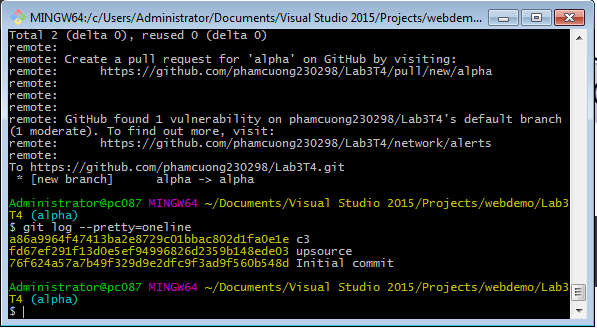 MINGW64:/c/Users/Administrator/Documents/Visual Studio 2015/Projects/webdemo/L...
Total 2 (delta 0), reused 0 (delta 0)
remote:
remote: Create a pull request for 'alpha' on GitHub by visiting:
remote:      https://github.com/phamcuong230298/Lab3T4/pull/new/alpha
remote:
remote:
remote:
remote: GitHub found 1 vulnerability on phamcuong230298/Lab3T4's default branch
(1 moderate). To find out more, visit:
remote:      https://github.com/phamcuong230298/Lab3T4/network/alerts
remote:
To https://github.com/phamcuong230298/Lab3T4.git
 * [new branch]      alpha -> alpha
Administrator@pc087 MINGW64 ~/Documents/Visual Studio 2015/Projects/webdemo/Lab3
T4 (alpha)
$ git log --pretty=oneline
a86a9964f47413ba2e8729c01bbac802d1fa0e1e c3
fd67ef291f13d0e5ef94996826d2359b148ede03 upsource
76f624a57a7b49f329d9e2dfc9f3ad9f560b548d Initial commit
Administrator@pc087 MINGW64 ~/Documents/Visual Studio 2015/Projects/webdemo/Lab3
T4 (alpha)
$